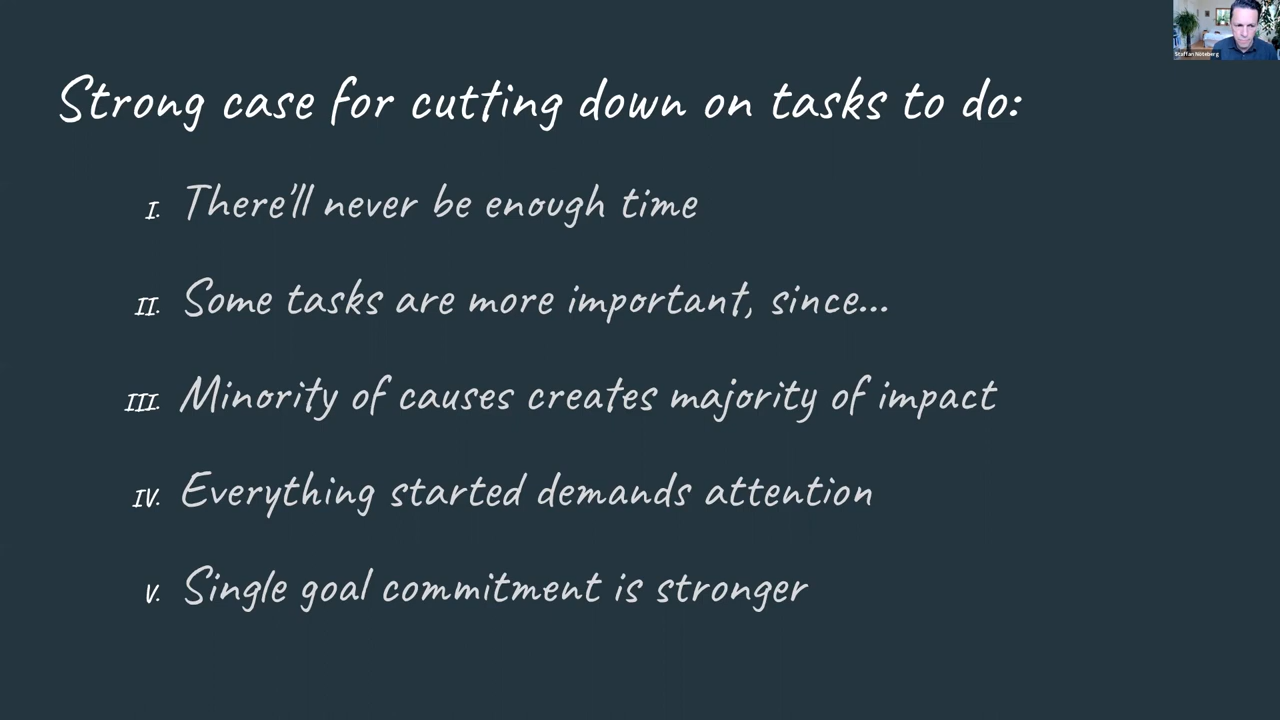 Strong case for cutting down on tasks to do:
I. There'll never be enough time
II. Some tasks are more important, since...
III. Minority of causes creates majority of impact
IV. Everything started demands attention
V. Single goal commitment is stronger
Staffan Nöteberg